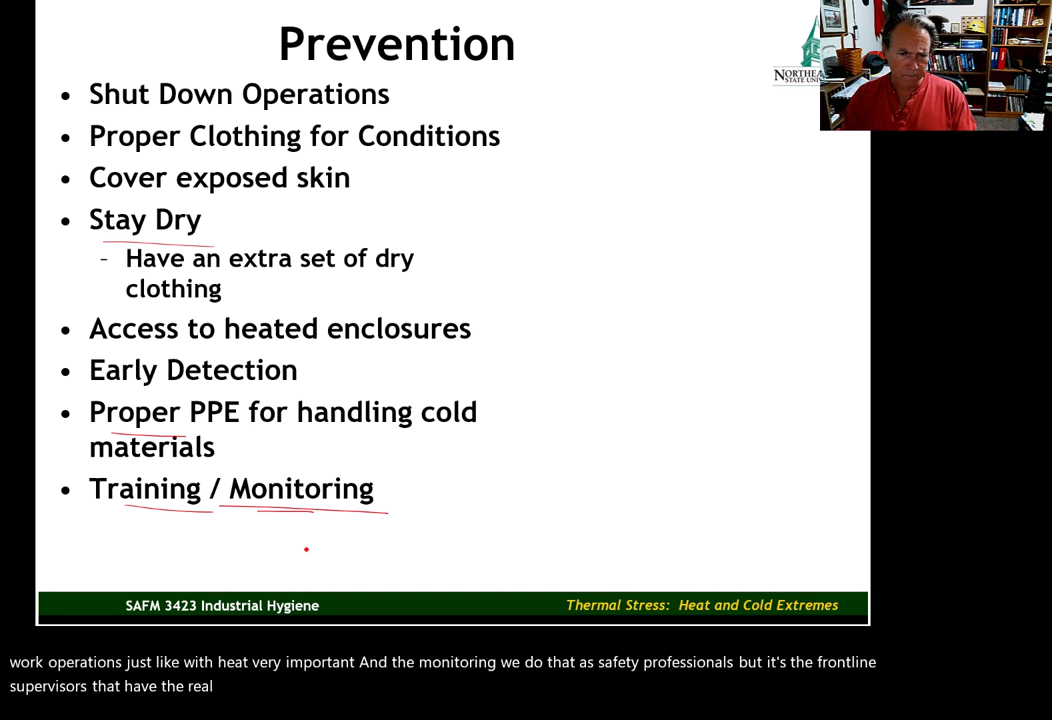 Prevention
• Shut Down Operations
• Proper Clothing for Conditions
• Cover exposed skin
• Stay Dry
– Have an extra set of dry
clothing
• Access to heated enclosures
• Early Detection
• Proper PPE for handling cold
materials
• Training / Monitoring
SAFM 3423 Industrial Hygiene
Thermal Stress: Heat and Cold Extremes
work operations just like with heat very important And the monitoring we do that as safety professionals but it's the frontline
supervisors that have the real